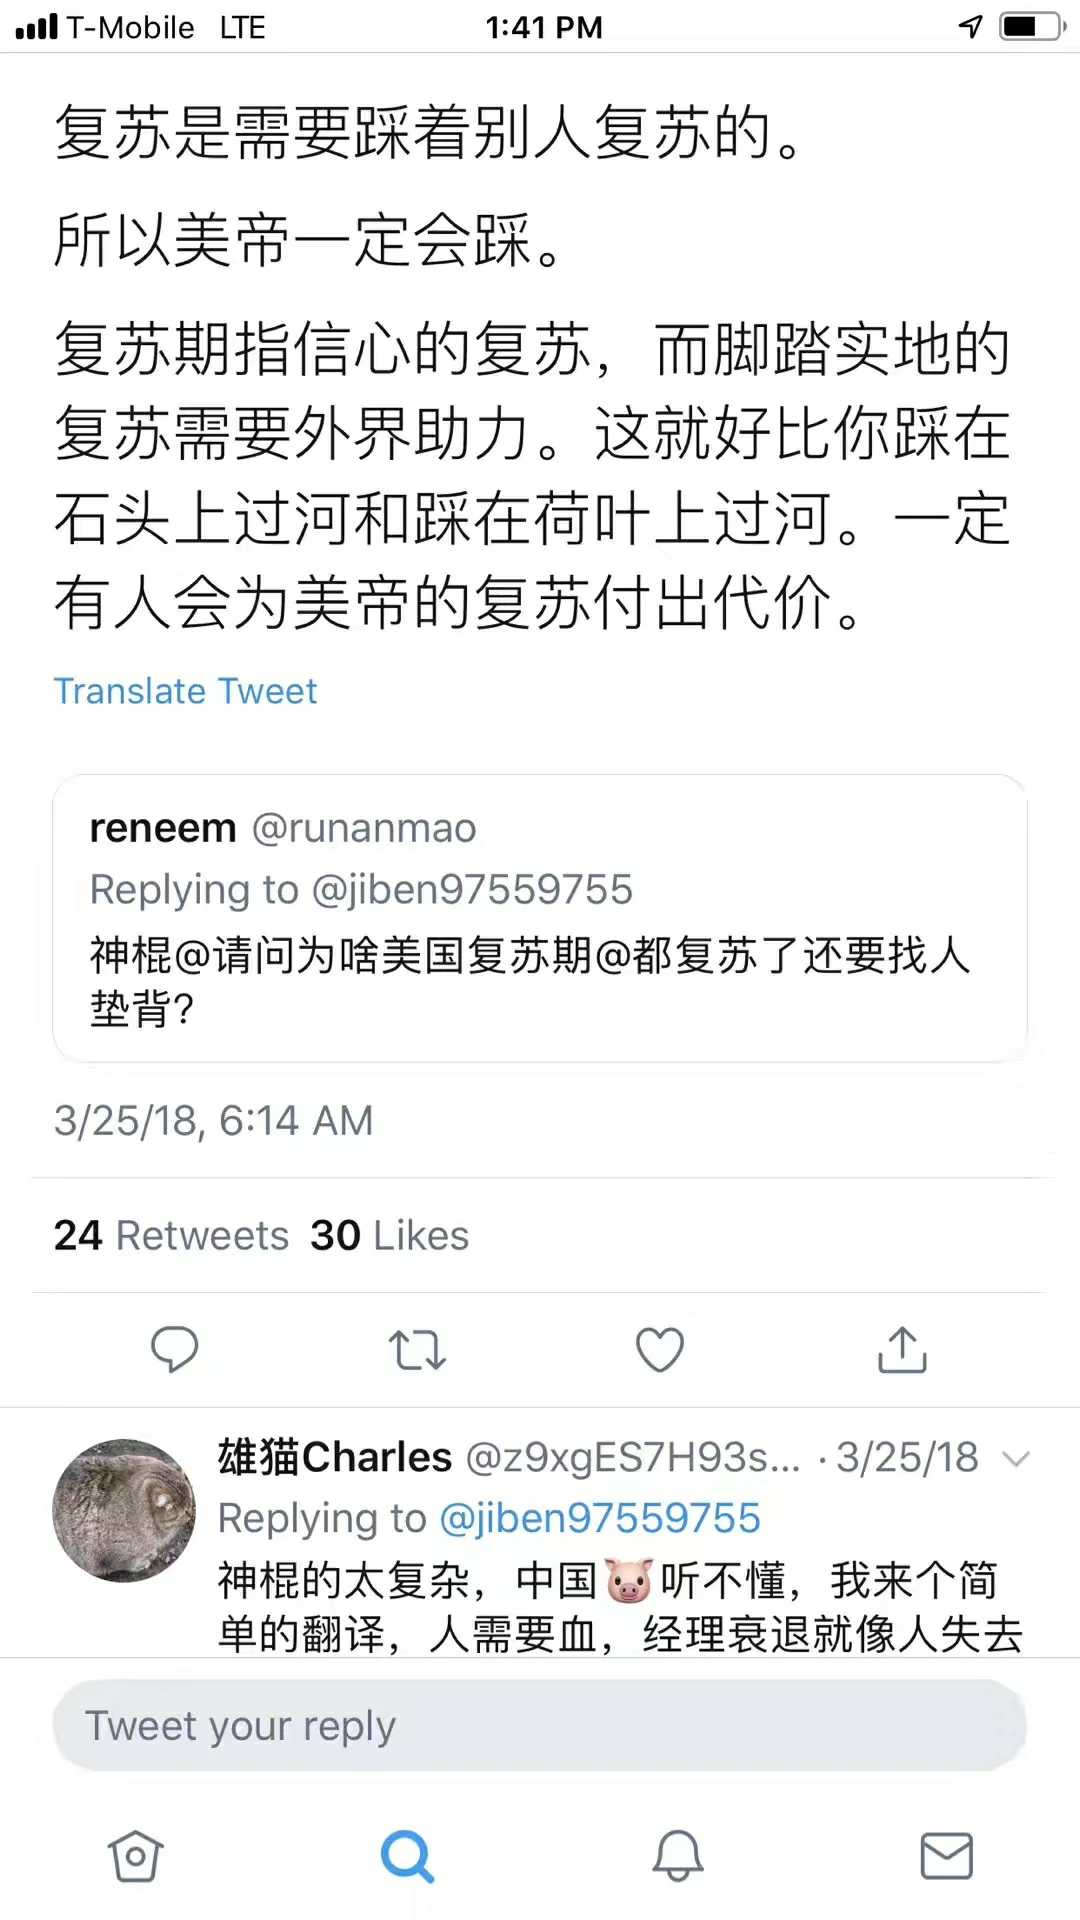 T-Mobile LTE 1:41 PM
复苏是需要踩着别人复苏的。
所以美帝一定会踩。
复苏期指信心的复苏，而脚踏实地的
复苏需要外界助力。这就好比你踩在
石头上过河和踩在荷叶上过河。一定
有人会为美帝的复苏付出代价。
Translate Tweet
reneem @runanmao
Replying to @jiben97559755
神棍@请问为啥美国复苏期@都复苏了还要找人
垫背?
3/25/18, 6:14 AM
24 Retweets 30 Likes
雄猫Charles @z9xgES7H93s... · 3/25/18
Replying to @jiben97559755
神棍的太复杂，中国🐷听不懂，我来个简
单的翻译，人需要血，经理衰退就像人失去
Tweet your reply